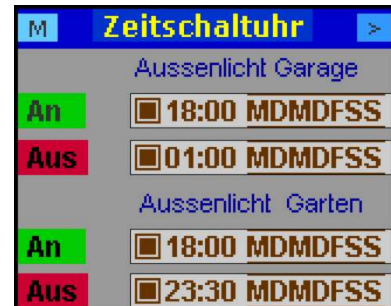 M Zeitschaltuhr >
Aussenlicht Garage
An 18:00 MDMDFSS
Aus 01:00 MDMDFSS
Aussenlicht Garten
An 18:00 MDMDFSS
Aus 23:30 MDMDFSS